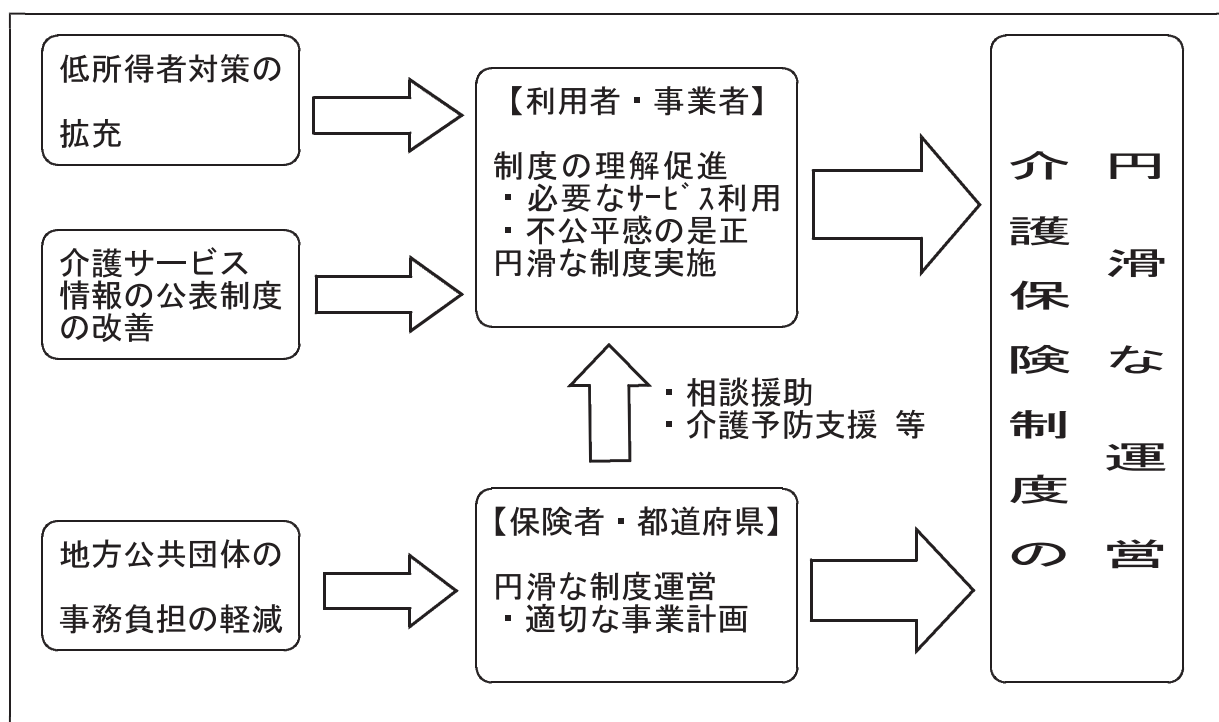 低所得者対策の
拡充
介護サービス
情報の公表制度
の改善
地方公共団体の
事務負担の軽減
【利用者・事業者】
制度の理解促進
・必要なｻｰﾋﾞｽ利用
・不公平感の是正
円滑な制度実施
・相談援助
・介護予防支援 等
【保険者・都道府県】
円滑な制度運営
・適切な事業計画
介護保険制度の
円滑な運営